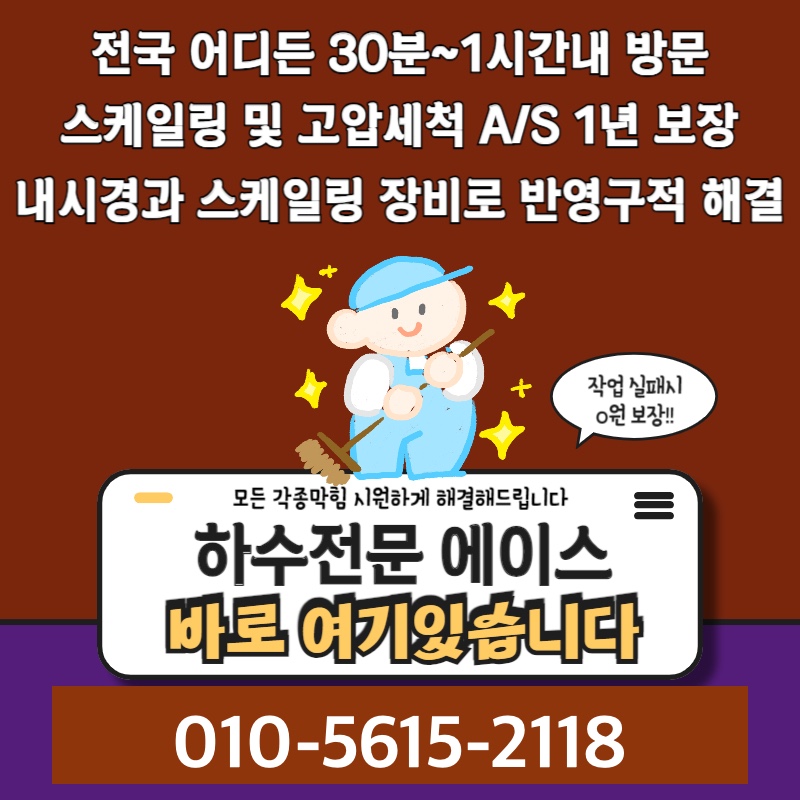 전국 어디든 30분~1시간내 방문
스케일링 및 고압세척 A/S 1년 보장
내시경과 스케일링 장비로 반영구적 해결
작업 실패시
0원 보장!!
모든 각종막힘 시원하게 해결해드립니다
하수전문 에이스
바로 여기있습니다
010-5615-2118